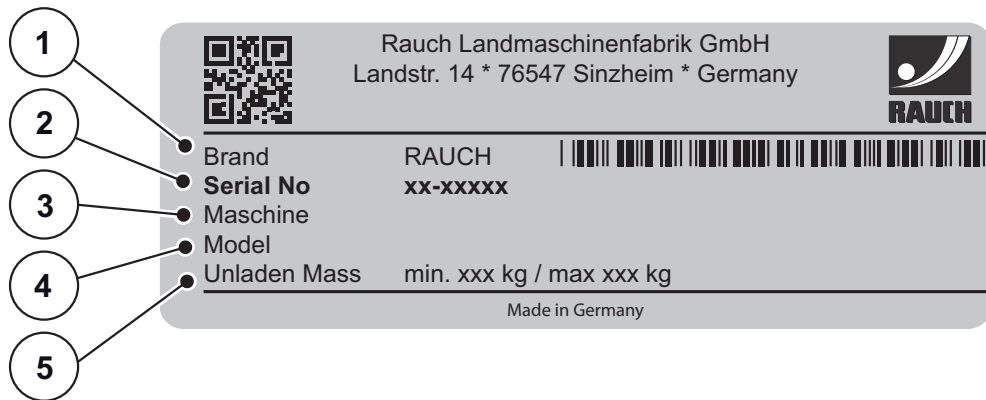 1
2
3
4
5
Rauch Landmaschinenfabrik GmbH
Landstr. 14 * 76547 Sinzheim * Germany
RAUCH
Brand RAUCH
Serial No xx-xxxxx
Maschine
Model
Unladen Mass min. xxx kg / max xxx kg
Made in Germany